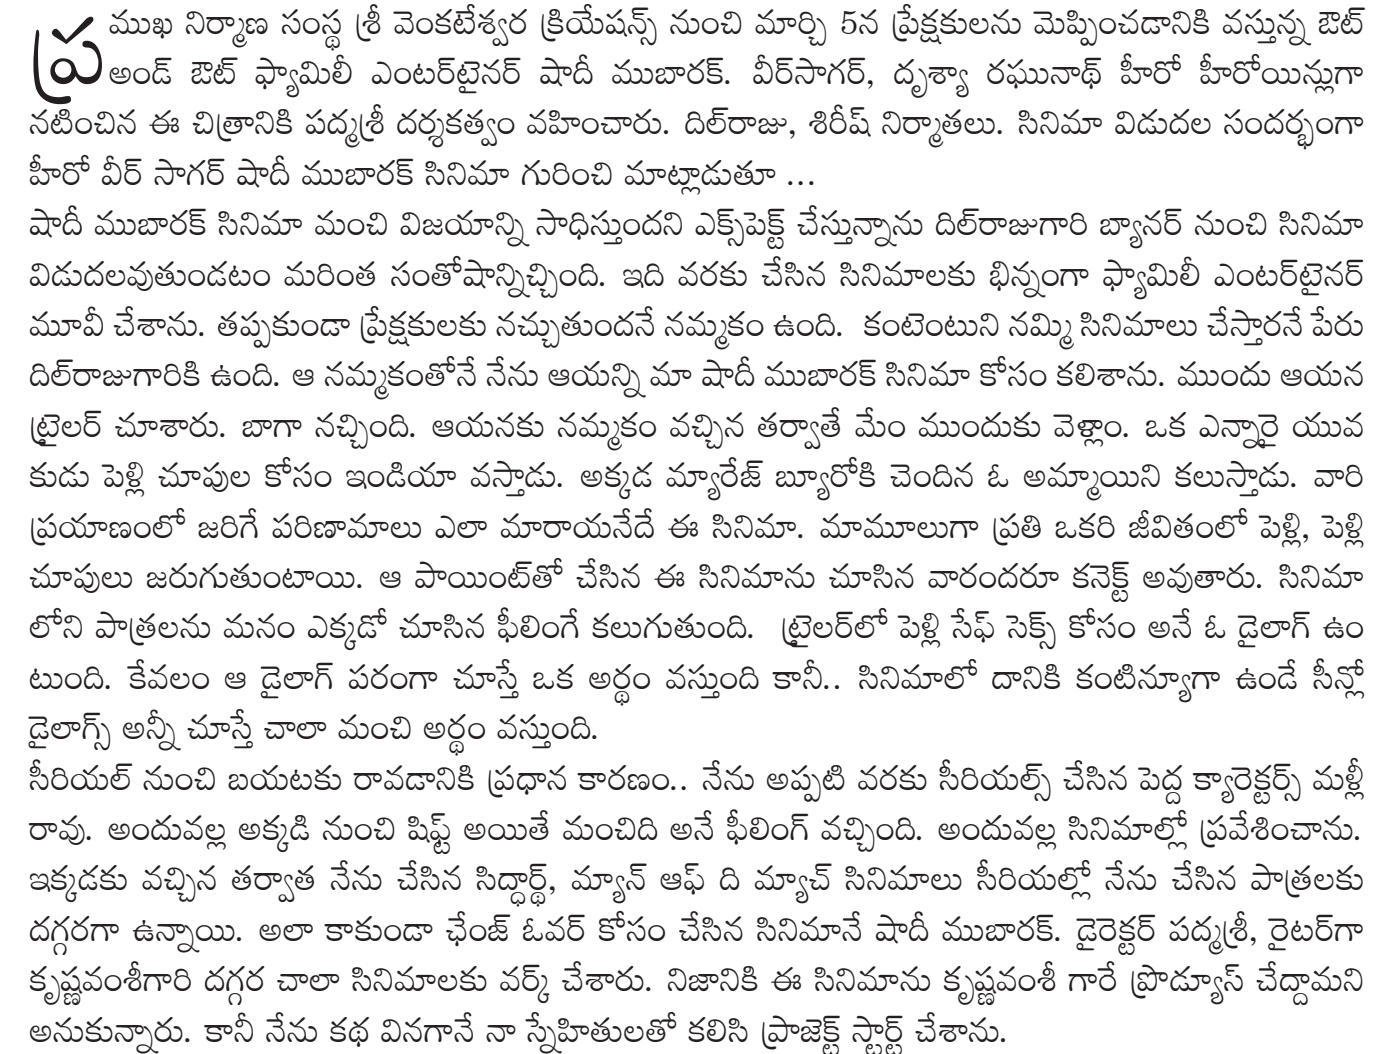 ప్రముఖ నిర్మాణ సంస్థ శ్రీ వెంకటేశ్వర క్రియేషన్స్ నుంచి మార్చి 5న ప్రేక్షకులను మెప్పించడానికి వస్తున్న ఔట్
అండ్ ఔట్ ఫ్యామిలీ ఎంటర్‌టైనర్ షాదీ ముబారక్. వీర్‌సాగర్, దృశ్యా రఘునాథ్ హీరో హీరోయిన్లుగా
నటించిన ఈ చిత్రానికి పద్మశ్రీ దర్శకత్వం వహించారు. దిల్‌రాజు, శిరీష్ నిర్మాతలు. సినిమా విడుదల సందర్భంగా
హీరో వీర్ సాగర్ షాదీ ముబారక్ సినిమా గురించి మాట్లాడుతూ ...
షాదీ ముబారక్ సినిమా మంచి విజయాన్ని సాధిస్తుందని ఎక్స్‌పెక్ట్ చేస్తున్నాను దిల్‌రాజుగారి బ్యానర్ నుంచి సినిమా
విడుదలవుతుండటం మరింత సంతోషాన్నిచ్చింది. ఇది వరకు చేసిన సినిమాలకు భిన్నంగా ఫ్యామిలీ ఎంటర్‌టైనర్
మూవీ చేశాను. తప్పకుండా ప్రేక్షకులకు నచ్చుతుందనే నమ్మకం ఉంది. కంటెంటుని నమ్మి సినిమాలు చేస్తారనే పేరు
దిల్‌రాజుగారికి ఉంది. ఆ నమ్మకంతోనే నేను ఆయన్ని మా షాదీ ముబారక్ సినిమా కోసం కలిశాను. ముందు ఆయన
ట్రైలర్ చూశారు. బాగా నచ్చింది. ఆయనకు నమ్మకం వచ్చిన తర్వాతే మేం ముందుకు వెళ్లాం. ఒక ఎన్నారై యువ
కుడు పెళ్లి చూపుల కోసం ఇండియా వస్తాడు. అక్కడ మ్యారేజ్ బ్యూరోకి చెందిన ఓ అమ్మాయిని కలుస్తాడు. వారి
ప్రయాణంలో జరిగే పరిణామాలు ఎలా మారాయనేదే ఈ సినిమా. మామూలుగా ప్రతి ఒకరి జీవితంలో పెళ్లి, పెళ్లి
చూపులు జరుగుతుంటాయి. ఆ పాయింట్‌తో చేసిన ఈ సినిమాను చూసిన వారందరూ కనెక్ట్ అవుతారు. సినిమా
లోని పాత్రలను మనం ఎక్కడో చూసిన ఫీలింగే కలుగుతుంది. ట్రైలర్‌లో పెళ్లి సేఫ్ సెక్స్ కోసం అనే ఓ డైలాగ్ ఉం
టుంది. కేవలం ఆ డైలాగ్ పరంగా చూస్తే ఒక అర్థం వస్తుంది కానీ.. సినిమాలో దానికి కంటిన్యూగా ఉండే సీన్లో
డైలాగ్స్ అన్నీ చూస్తే చాలా మంచి అర్థం వస్తుంది.
సీరియల్ నుంచి బయటకు రావడానికి ప్రధాన కారణం.. నేను అప్పటి వరకు సీరియల్స్ చేసిన పెద్ద క్యారెక్టర్స్ మళ్లీ
రావు. అందువల్ల అక్కడి నుంచి షిఫ్ట్ అయితే మంచిది అనే ఫీలింగ్ వచ్చింది. అందువల్ల సినిమాల్లో ప్రవేశించాను.
ఇక్కడకు వచ్చిన తర్వాత నేను చేసిన సిద్ధార్థ్, మ్యాన్ ఆఫ్ ది మ్యాచ్ సినిమాలు సీరియల్లో నేను చేసిన పాత్రలకు
దగ్గరగా ఉన్నాయి. అలా కాకుండా ఛేంజ్ ఓవర్ కోసం చేసిన సినిమానే షాదీ ముబారక్. డైరెక్టర్ పద్మశ్రీ, రైటర్‌గా
కృష్ణవంశీగారి దగ్గర చాలా సినిమాలకు వర్క్ చేశారు. నిజానికి ఈ సినిమాను కృష్ణవంశీ గారే ప్రొడ్యూస్ చేద్దామని
అనుకున్నారు. కానీ నేను కథ వినగానే నా స్నేహితులతో కలిసి ప్రాజెక్ట్ స్టార్ట్ చేశాను.